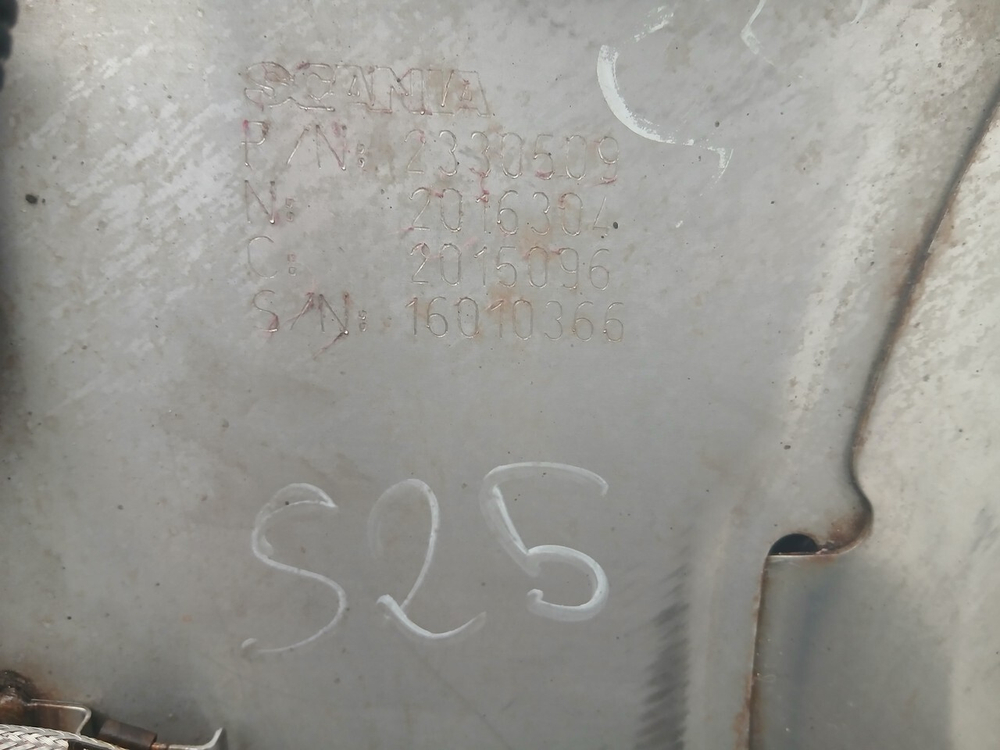 SCANIA
P/N: 2330509
N: 2016304
C: 2015096
S/N: 16010366
S25